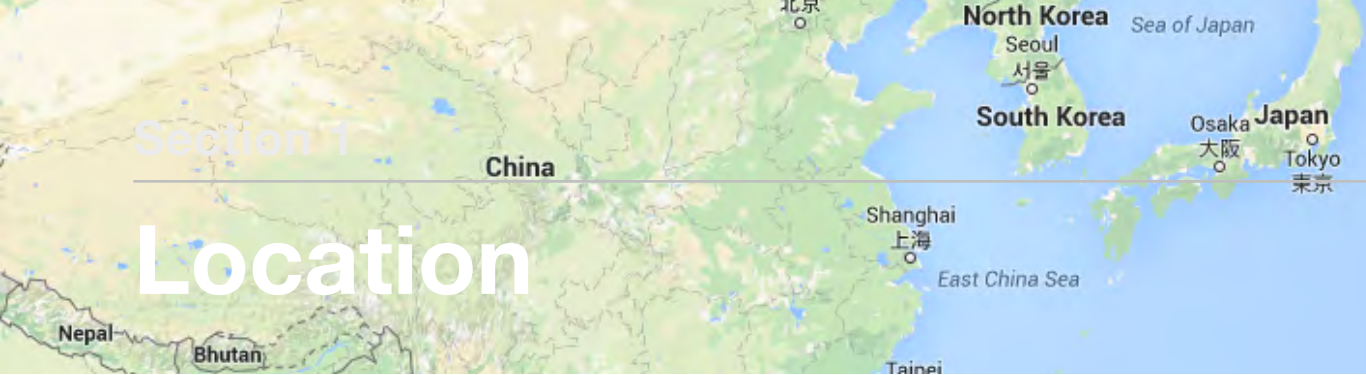 北京
North Korea
Sea of Japan
Seoul
서울
South Korea
Osaka
大阪
Japan
Tokyo
東京
Section 1
China
Shanghai
上海
Location
East China Sea
Nepal
Bhutan
Taipei